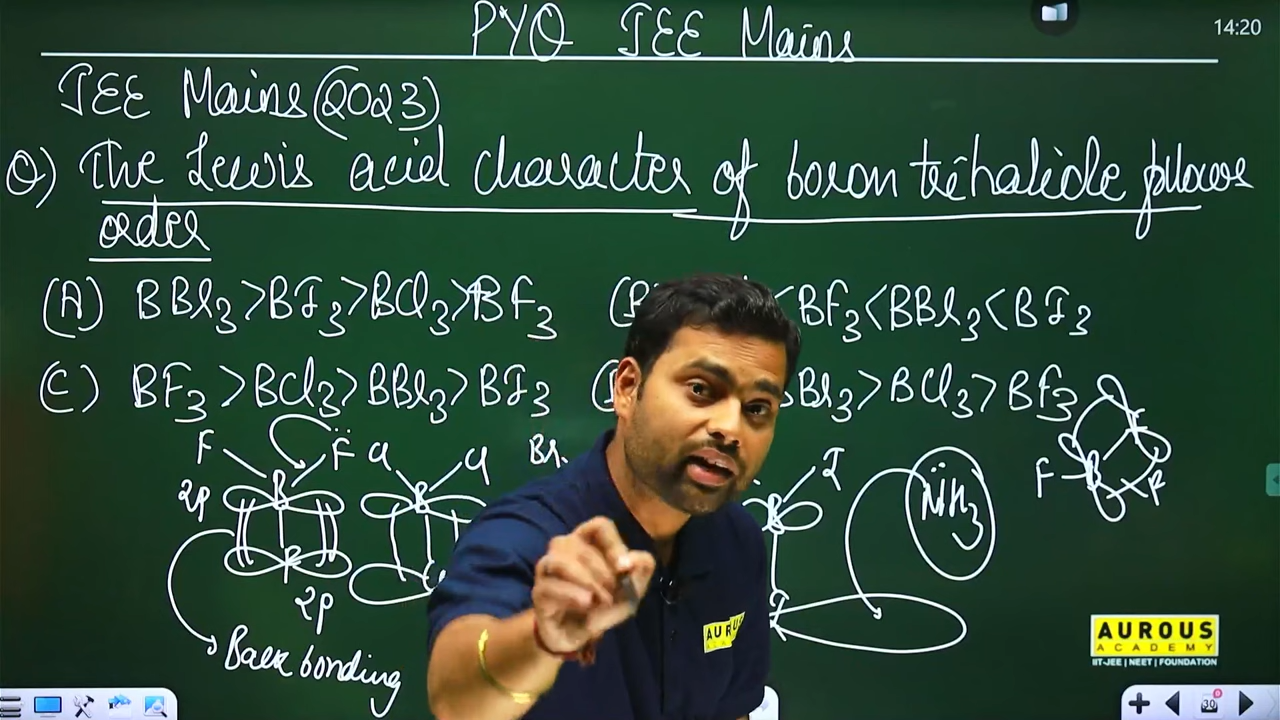 PYQ JEE Mains
14:20
JEE Mains (2023)
Q) The Lewis acid character of boron trihalide follows
order
(A) BBr3 >BI3 >BCl3 >BF3 <BF3 <BBr3 <BI3
(C) BF3 >BCl3 >BBr3 >BI3 Br3 >BCl3 >BF3
F F Cl Cl Br I
B B B N̈H3 F B F F
2p
B I
2p
Back bonding
AUROUS
ACADEMY
IIT-JEE | NEET | FOUNDATION
30